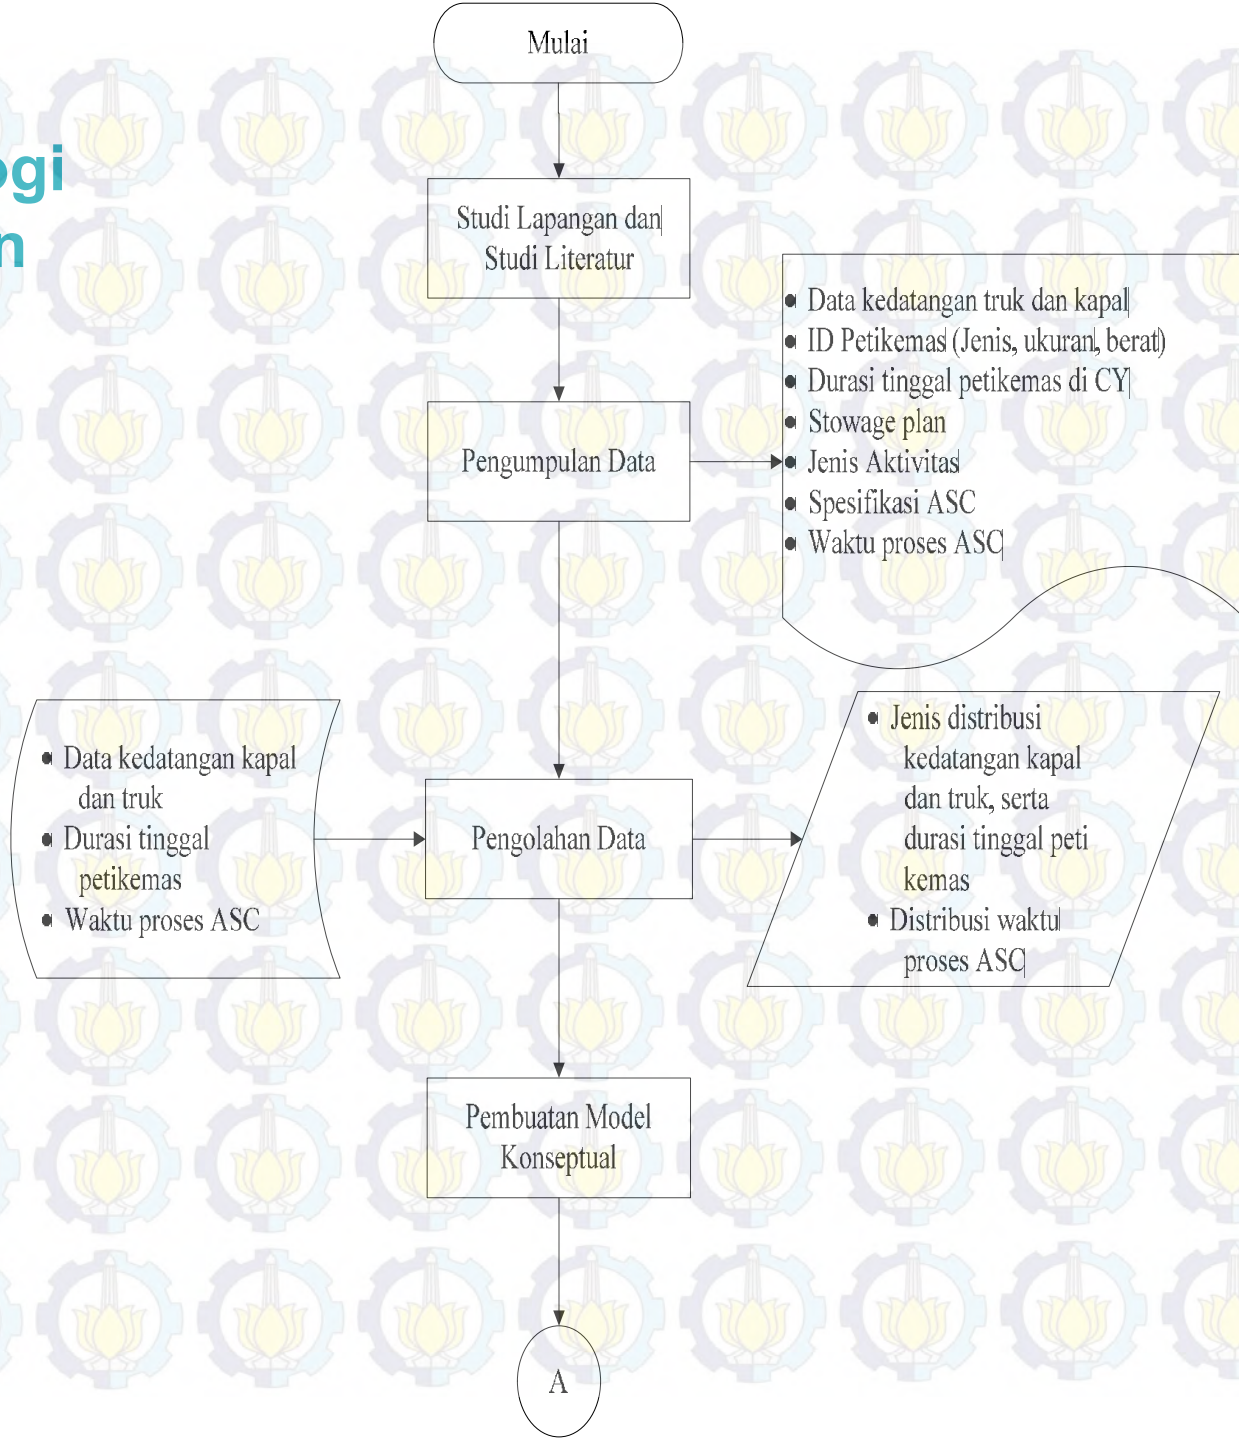 Mulai
ogi
n
Studi Lapangan dan
Studi Literatur
Data kedatangan truk dan kapal
ID Petikemas (Jenis, ukuran, berat)
Durasi tinggal petikemas di CY
Stowage plan
Jenis Aktivitas
Spesifikasi ASC
Waktu proses ASC
Pengumpulan Data
Data kedatangan kapal
dan truk
Durasi tinggal
petikemas
Waktu proses ASC
Pengolahan Data
Jenis distribusi
kedatangan kapal
dan truk, serta
durasi tinggal peti
kemas
Distribusi waktu
proses ASC
Pembuatan Model
Konseptual
A